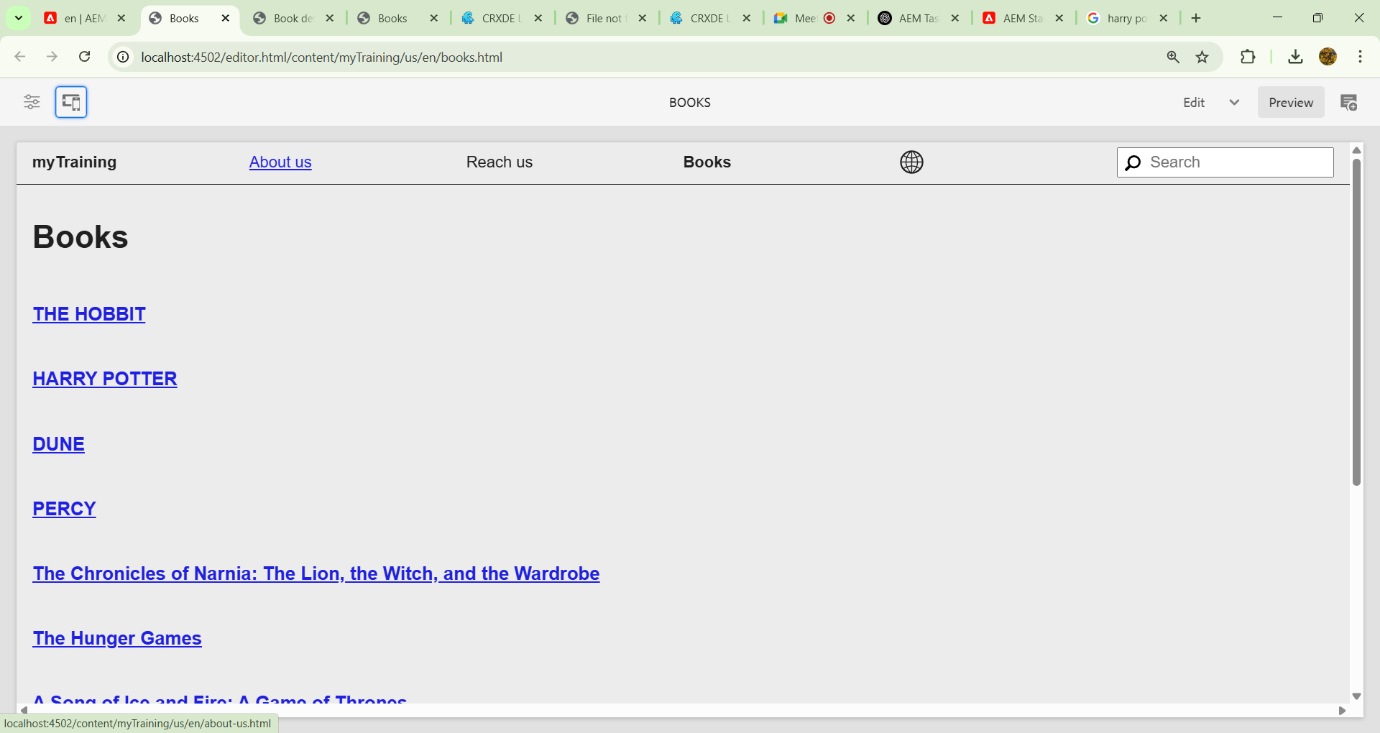 en | AEM
Books
Book de
Books
CRXDE L
File not
CRXDE L
Mee
AEM Tas
AEM Sta
harry po
localhost:4502/editor.html/content/myTraining/us/en/books.html
BOOKS
Edit
Preview
myTraining
About us
Reach us
Books
Search
Books
THE HOBBIT
HARRY POTTER
DUNE
PERCY
The Chronicles of Narnia: The Lion, the Witch, and the Wardrobe
The Hunger Games
A Song of Ice and Fire: A Game of Thrones
localhost:4502/content/myTraining/us/en/about-us.html